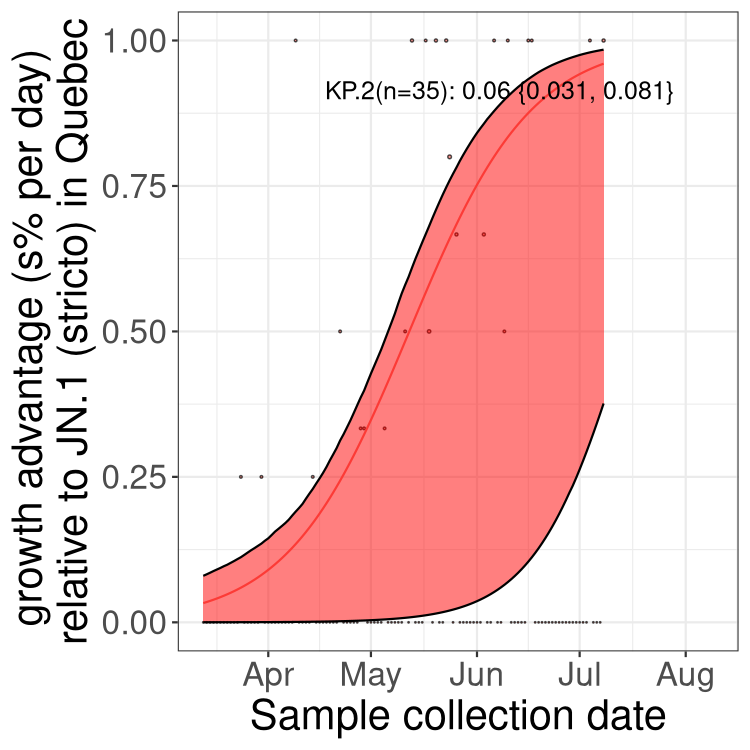 growth advantage (s% per day)
relative to JN.1 (stricto) in Quebec
1.00
0.75
0.50
0.25
0.00
KP.2(n=35): 0.06 {0.031, 0.081}
Apr May Jun Jul Aug
Sample collection date